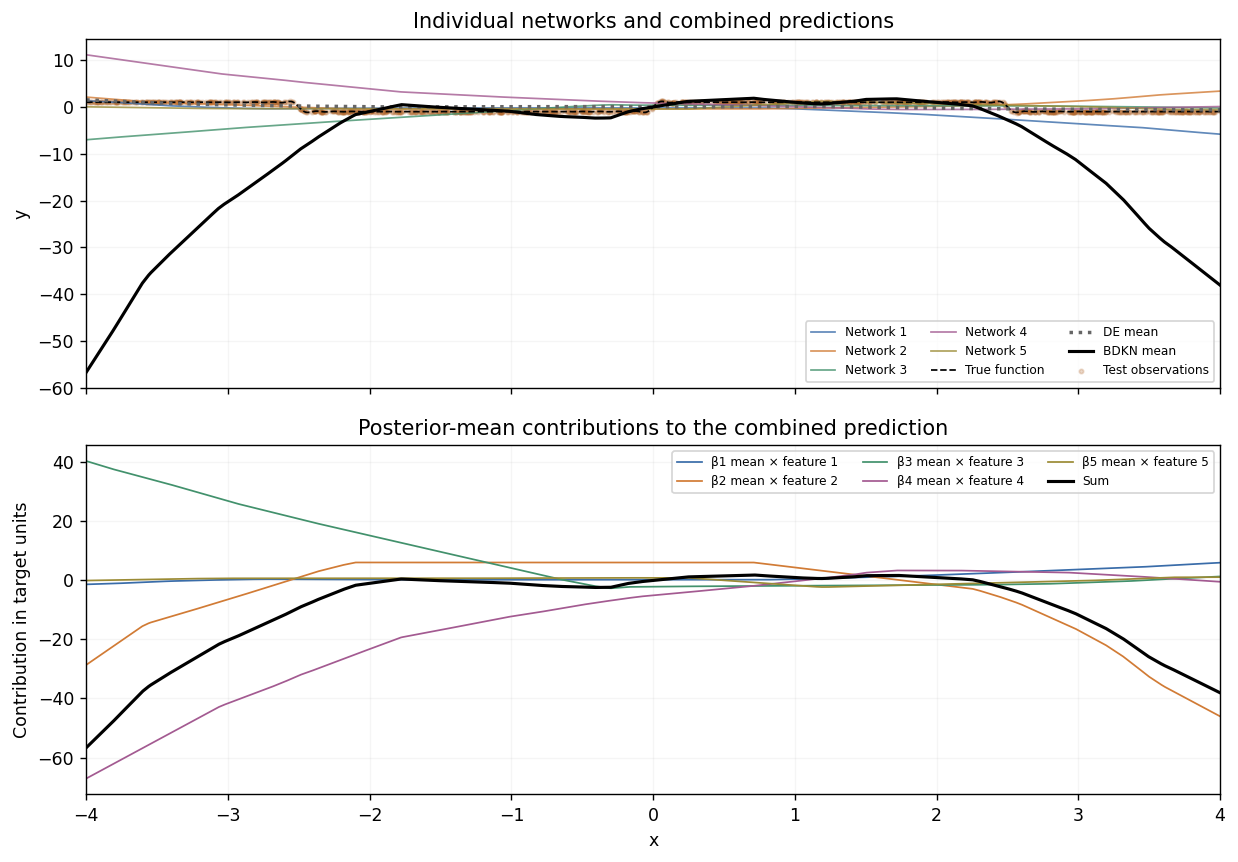 Individual networks and combined predictions
10
0
−10
−20
−30
−40
−50
−60
y
Network 1
Network 2
Network 3
Network 4
Network 5
True function
DE mean
BDKN mean
Test observations
Posterior-mean contributions to the combined prediction
40
20
0
−20
−40
−60
Contribution in target units
β1 mean × feature 1
β2 mean × feature 2
β3 mean × feature 3
β4 mean × feature 4
β5 mean × feature 5
Sum
−4 −3 −2 −1 0 1 2 3 4
x